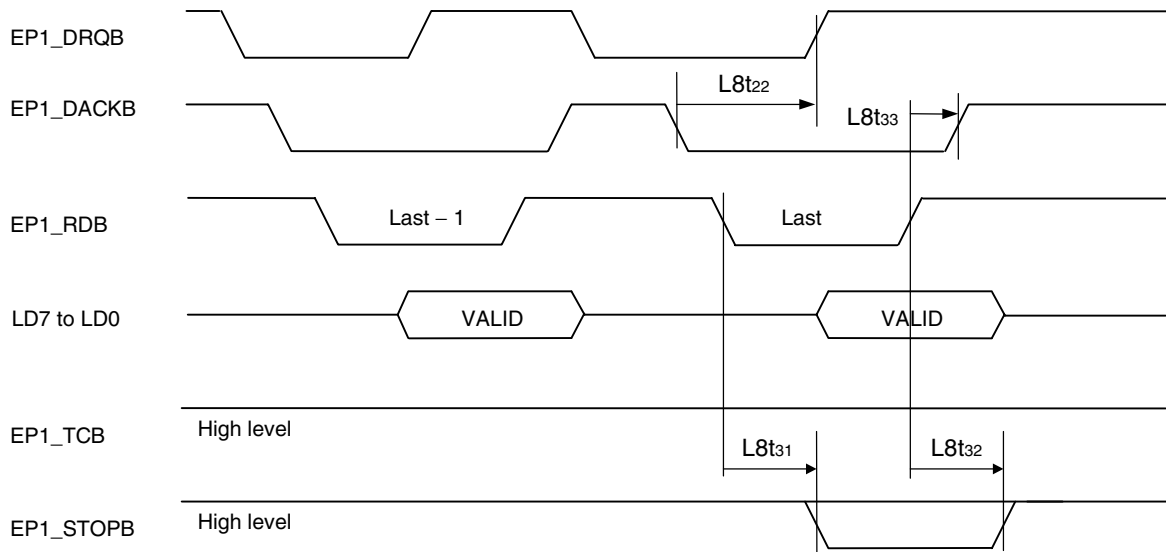 EP1_DRQB
L8t22
EP1_DACKB
L8t33
EP1_RDB
Last – 1
Last
LD7 to LD0
VALID
VALID
EP1_TCB
High level
L8t31
L8t32
EP1_STOPB
High level